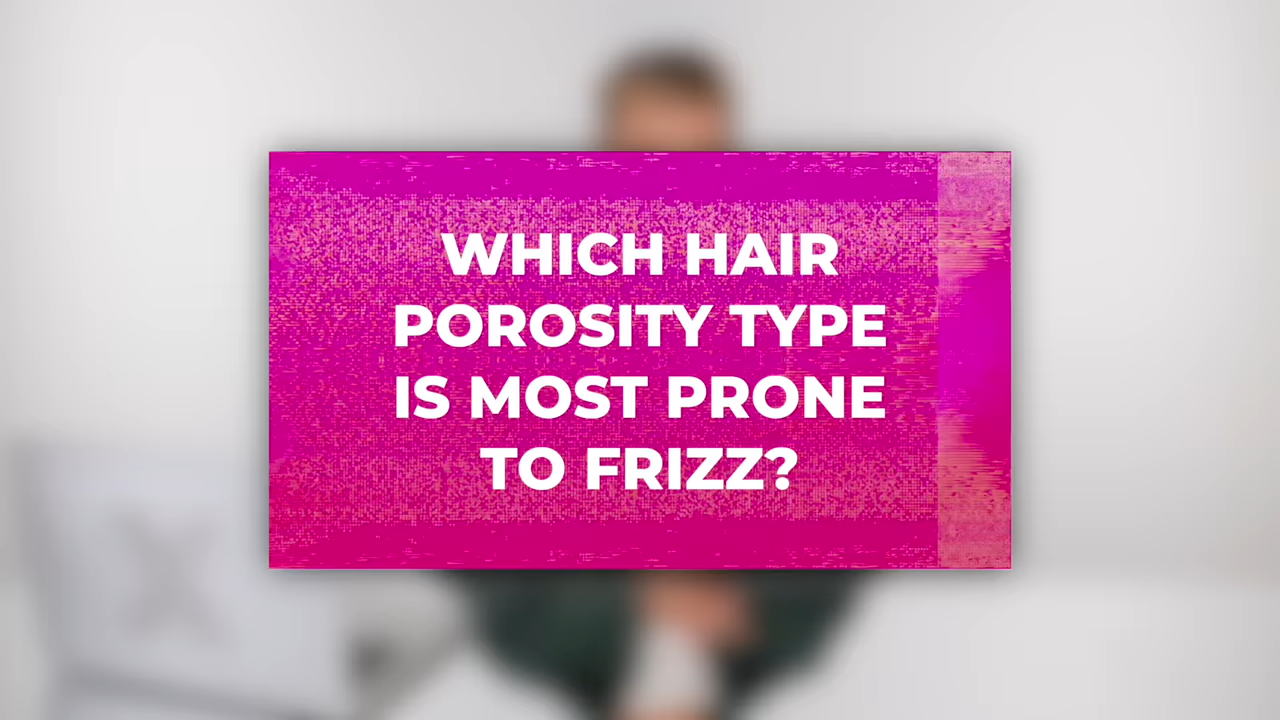 WHICH HAIR
POROSITY TYPE
IS MOST PRONE
TO FRIZZ?